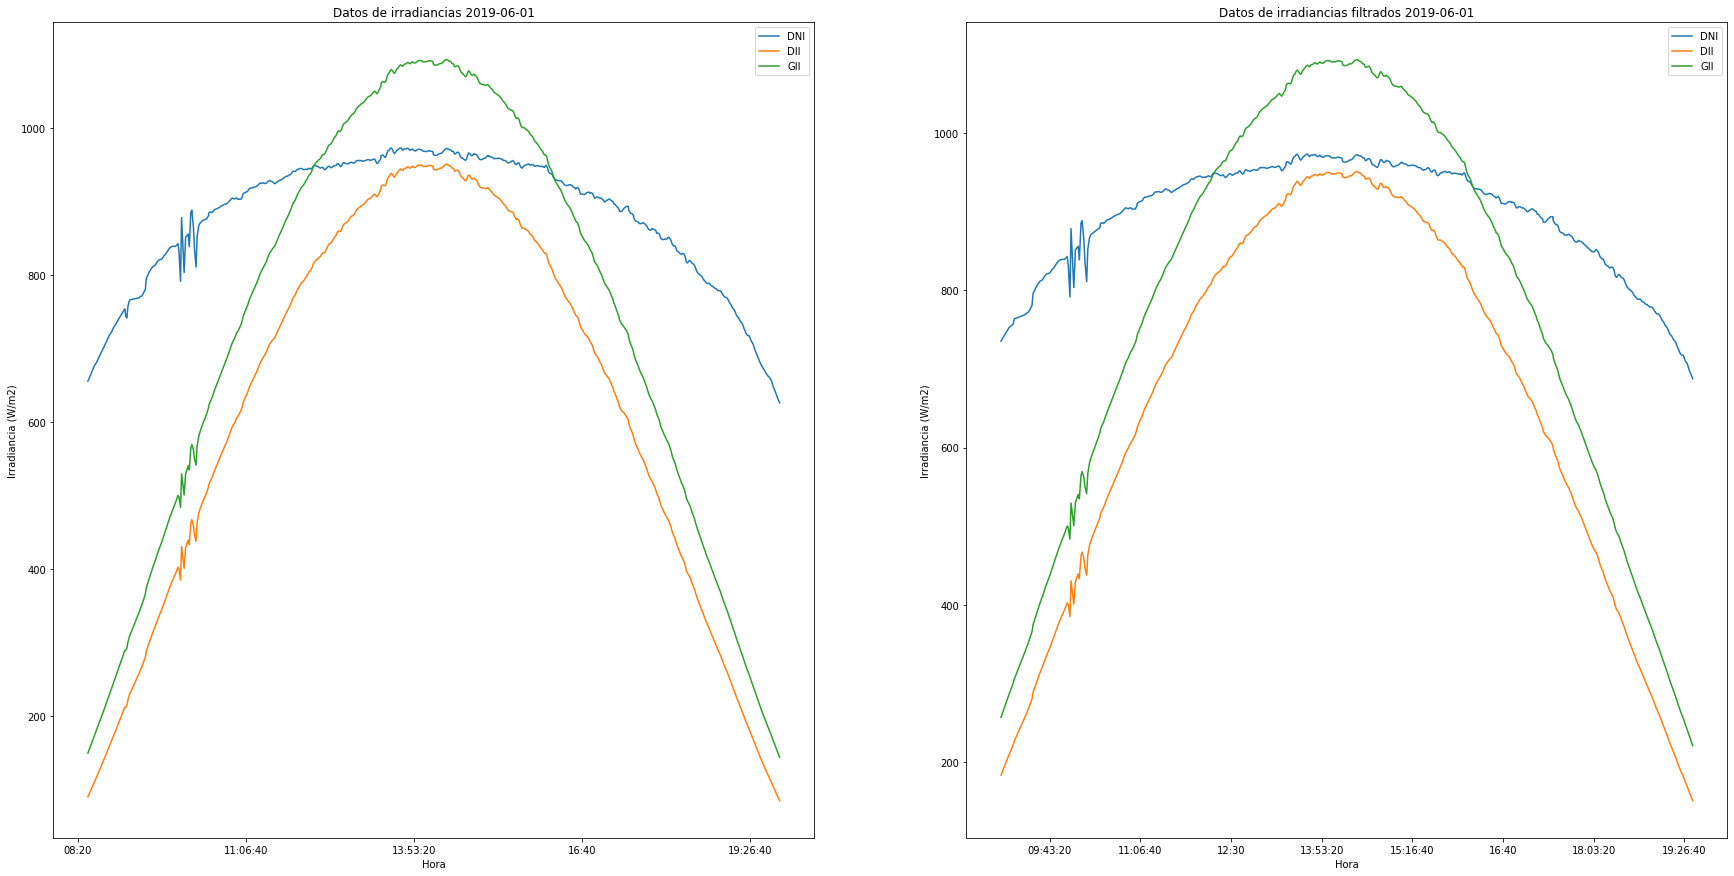 Datos de irradiancias 2019-06-01
DNI
DII
GII
Irradiancia (W/m2)
1000
800
600
400
200
08:20
11:06:40
13:53:20
16:40
19:26:40
Hora
Datos de irradiancias filtrados 2019-06-01
DNI
DII
GII
Irradiancia (W/m2)
1000
800
600
400
200
09:43:20
11:06:40
12:30
13:53:20
15:16:40
16:40
18:03:20
19:26:40
Hora